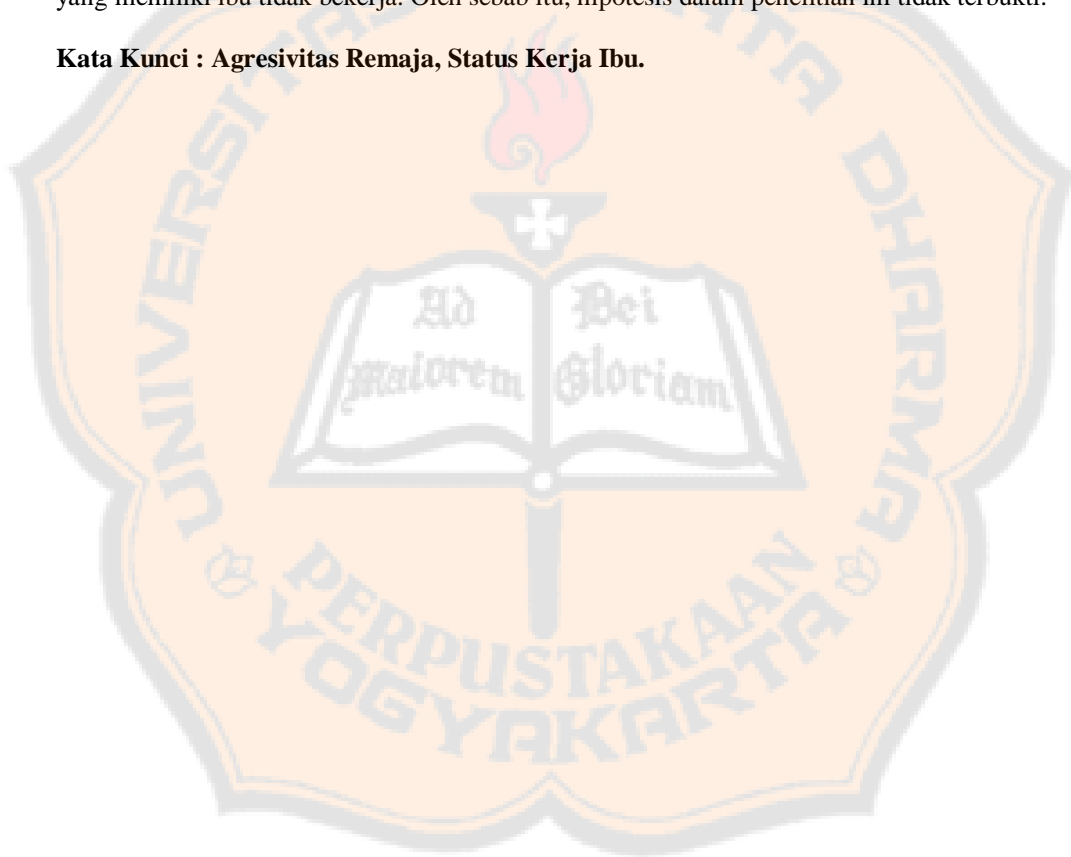 yang memiliki ibu tidak bekerja. Oleh sebab itu, hipotesis dalam penelitian ini tidak terbukti.
Kata Kunci : Agresivitas Remaja, Status Kerja Ibu.
UNIVERSITAS SANATA DHARMA
Ad Dei
Maiorem Gloriam
PERPUSTAKAAN
YOGYAKARTA